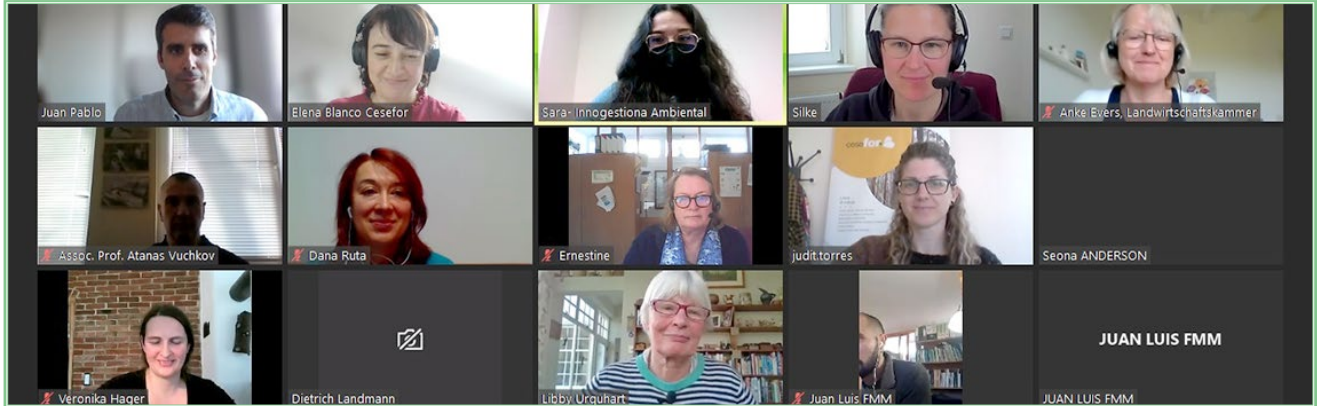 Juan Pablo
Elena Blanco Cesefor
Sara- Innogestiona Ambiental
Silke
Anke Evers, Landwirtschaftskammer
cesefor
Assoc. Prof. Atanas Vuchkov
Dana Ruta
Ernestine
judit.torres
Seona ANDERSON
Veronika Hager
Dietrich Landmann
Libby Urquhart
Juan Luis FMM
JUAN LUIS FMM
JUAN LUIS FMM